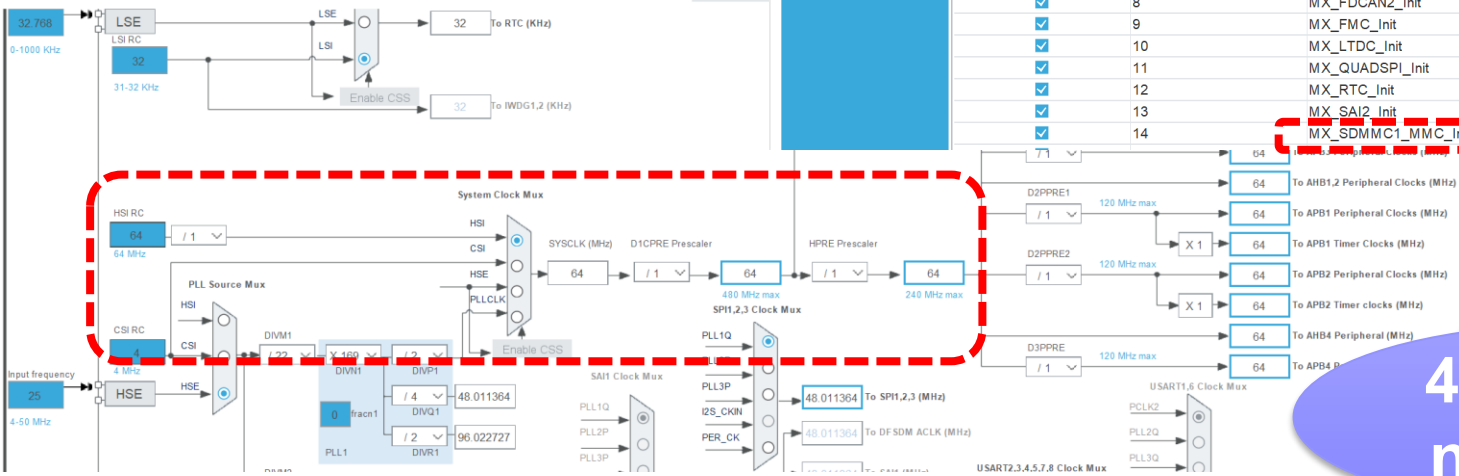 32.768
0-1000 KHz
LSE
LSI RC
32
31-32 KHz
LSE
LSI
Enable CSS
32
To RTC (KHz)
32
To IWDG1,2 (KHz)
8
MX_FDCAN2_Init
9
MX_FMC_Init
10
MX_LTDC_Init
11
MX_QUADSPI_Init
12
MX_RTC_Init
13
MX_SAI2_Init
14
MX_SDMMC1_MMC_In
System Clock Mux
HSI RC
64
64 MHz
/ 1
HSI
CSI
HSE
PLLCLK
SYSCLK (MHz)
64
D1CPRE Prescaler
/ 1
64
480 MHz max
HPRE Prescaler
/ 1
64
240 MHz max
Enable CSS
PLL Source Mux
HSI
CSI
HSE
CSI RC
4
4 MHz
Input frequency
25
4-50 MHz
HSE
DIVM1
/ 22
X 169
DIVN1
/ 2
DIVP1
0
fracn1
/ 4
DIVQ1
48.011364
/ 2
DIVR1
96.022727
PLL1
SPI1,2,3 Clock Mux
PLL1Q
PLL3P
I2S_CKIN
PER_CK
48.011364
To SPI1,2,3 (MHz)
48.011364
To DFSDM ACLK (MHz)
SAI1 Clock Mux
PLL1Q
PLL2P
PLL3P
/ 1
64
64
To AHB1,2 Peripheral Clocks (MHz)
D2PPRE1
/ 1
120 MHz max
64
To APB1 Peripheral Clocks (MHz)
X 1
64
To APB1 Timer Clocks (MHz)
D2PPRE2
/ 1
120 MHz max
64
To APB2 Peripheral Clocks (MHz)
X 1
64
To APB2 Timer clocks (MHz)
64
To AHB4 Peripheral (MHz)
D3PPRE
/ 1
120 MHz max
64
To APB4
USART1,6 Clock Mux
PCLK2
PLL2Q
PLL3Q
USART2,3,4,5,7,8 Clock Mux
4